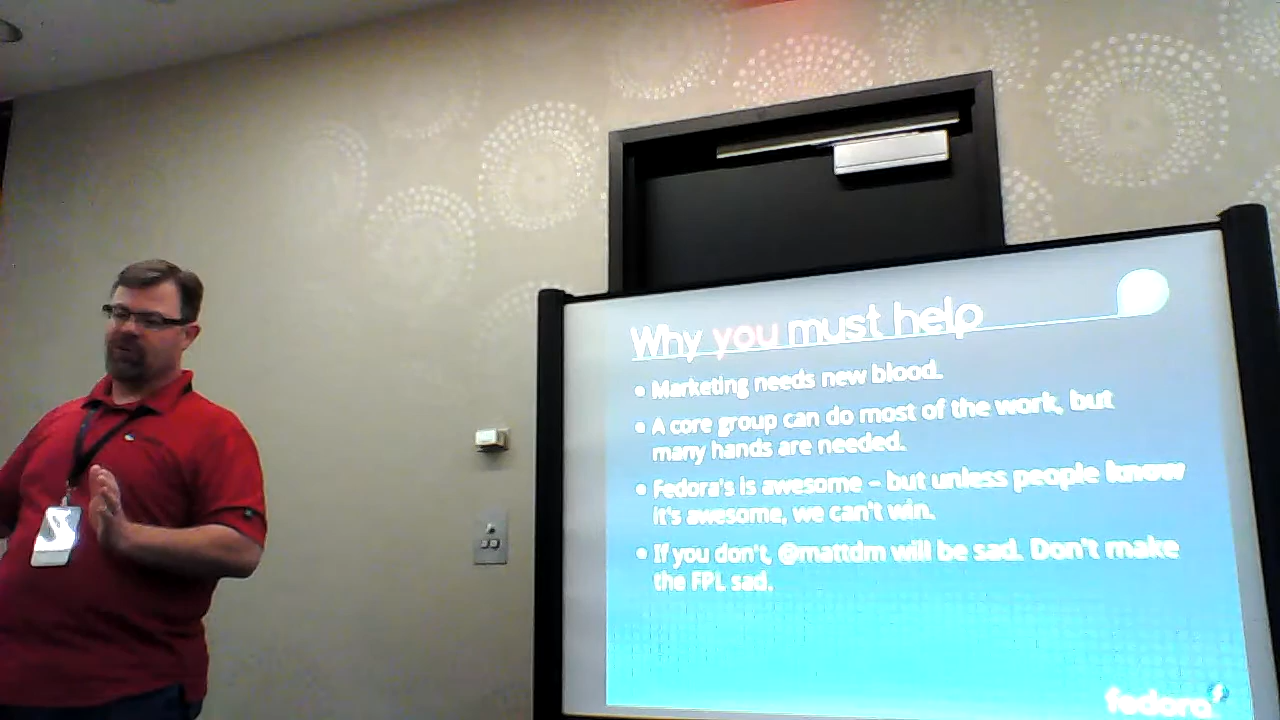 Why you must help
Marketing needs new blood.
A core group can do most of the work, but
many hands are needed.
Fedora's is awesome – but unless people know
it's awesome, we can't win.
If you don't, @mattdm will be sad. Don't make
the FPL sad.
fedora